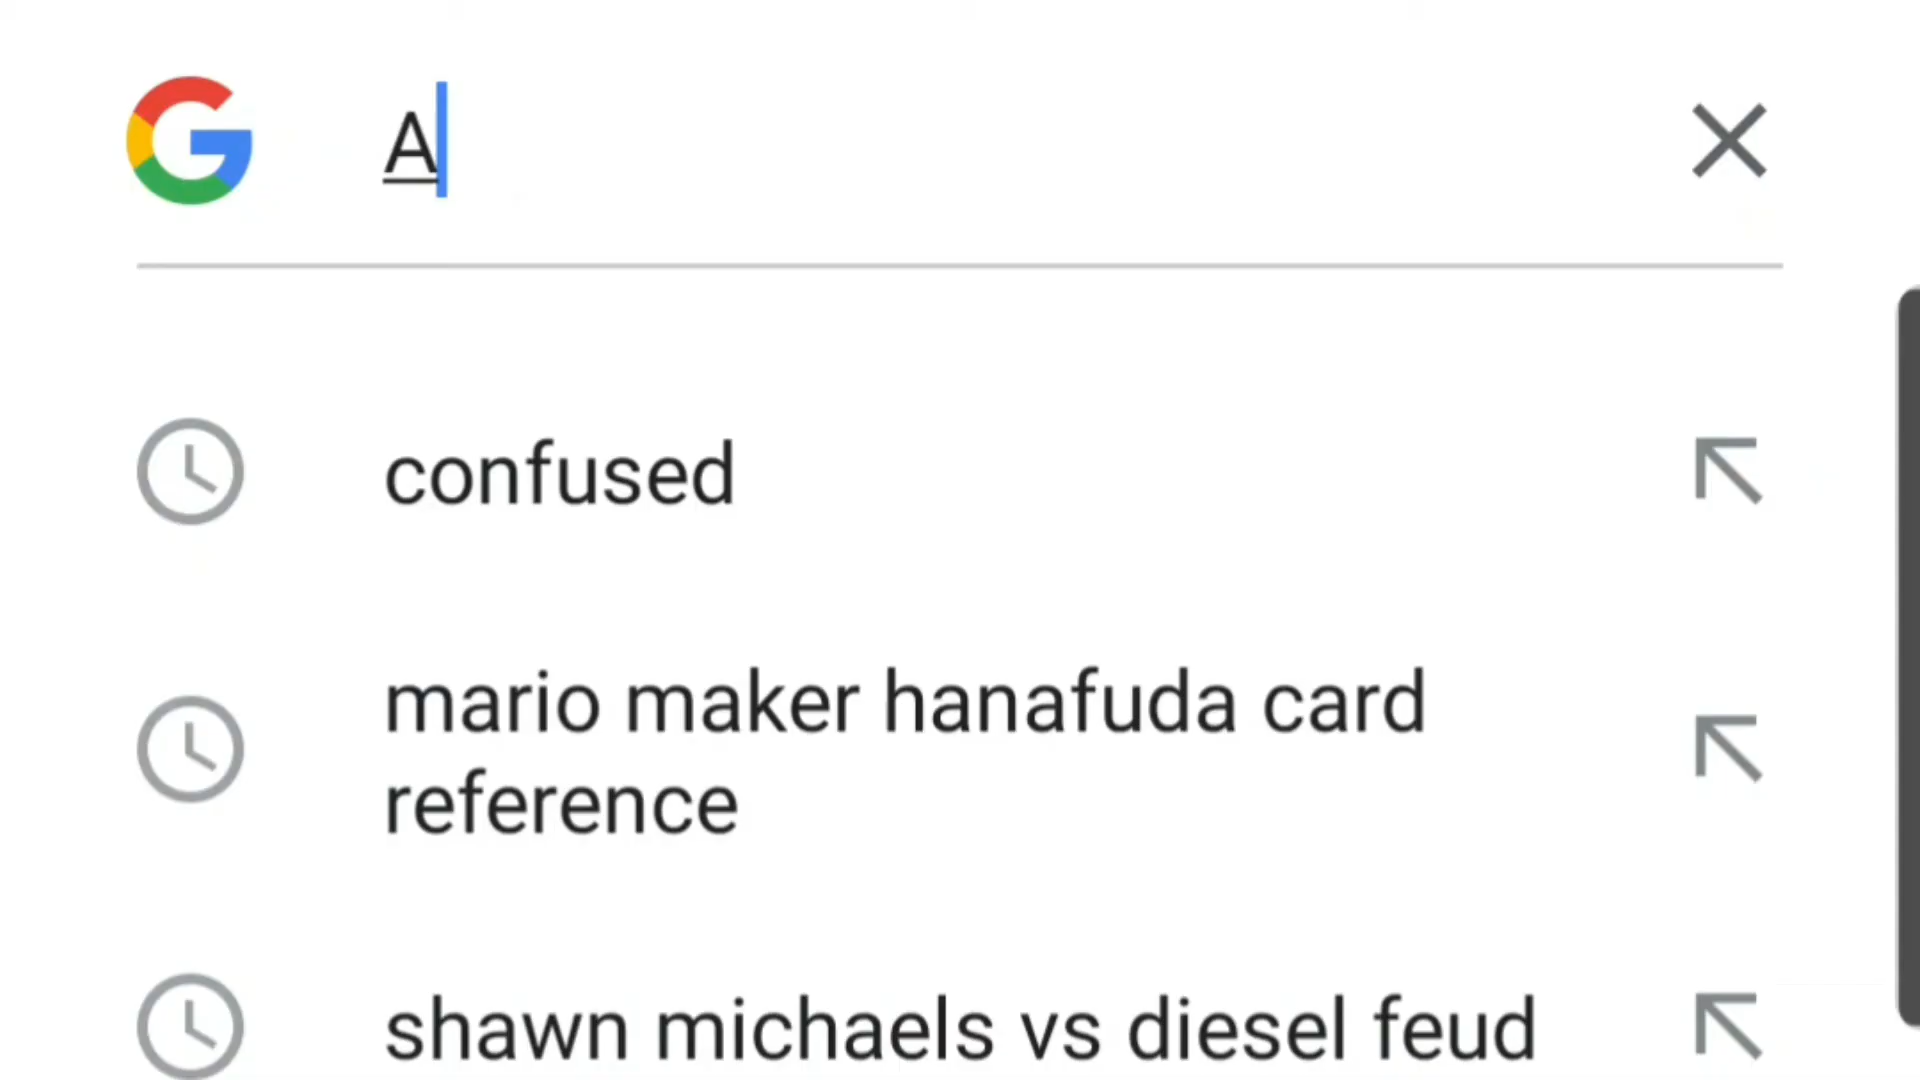 A
confused
mario maker hanafuda card
reference
shawn michaels vs diesel feud